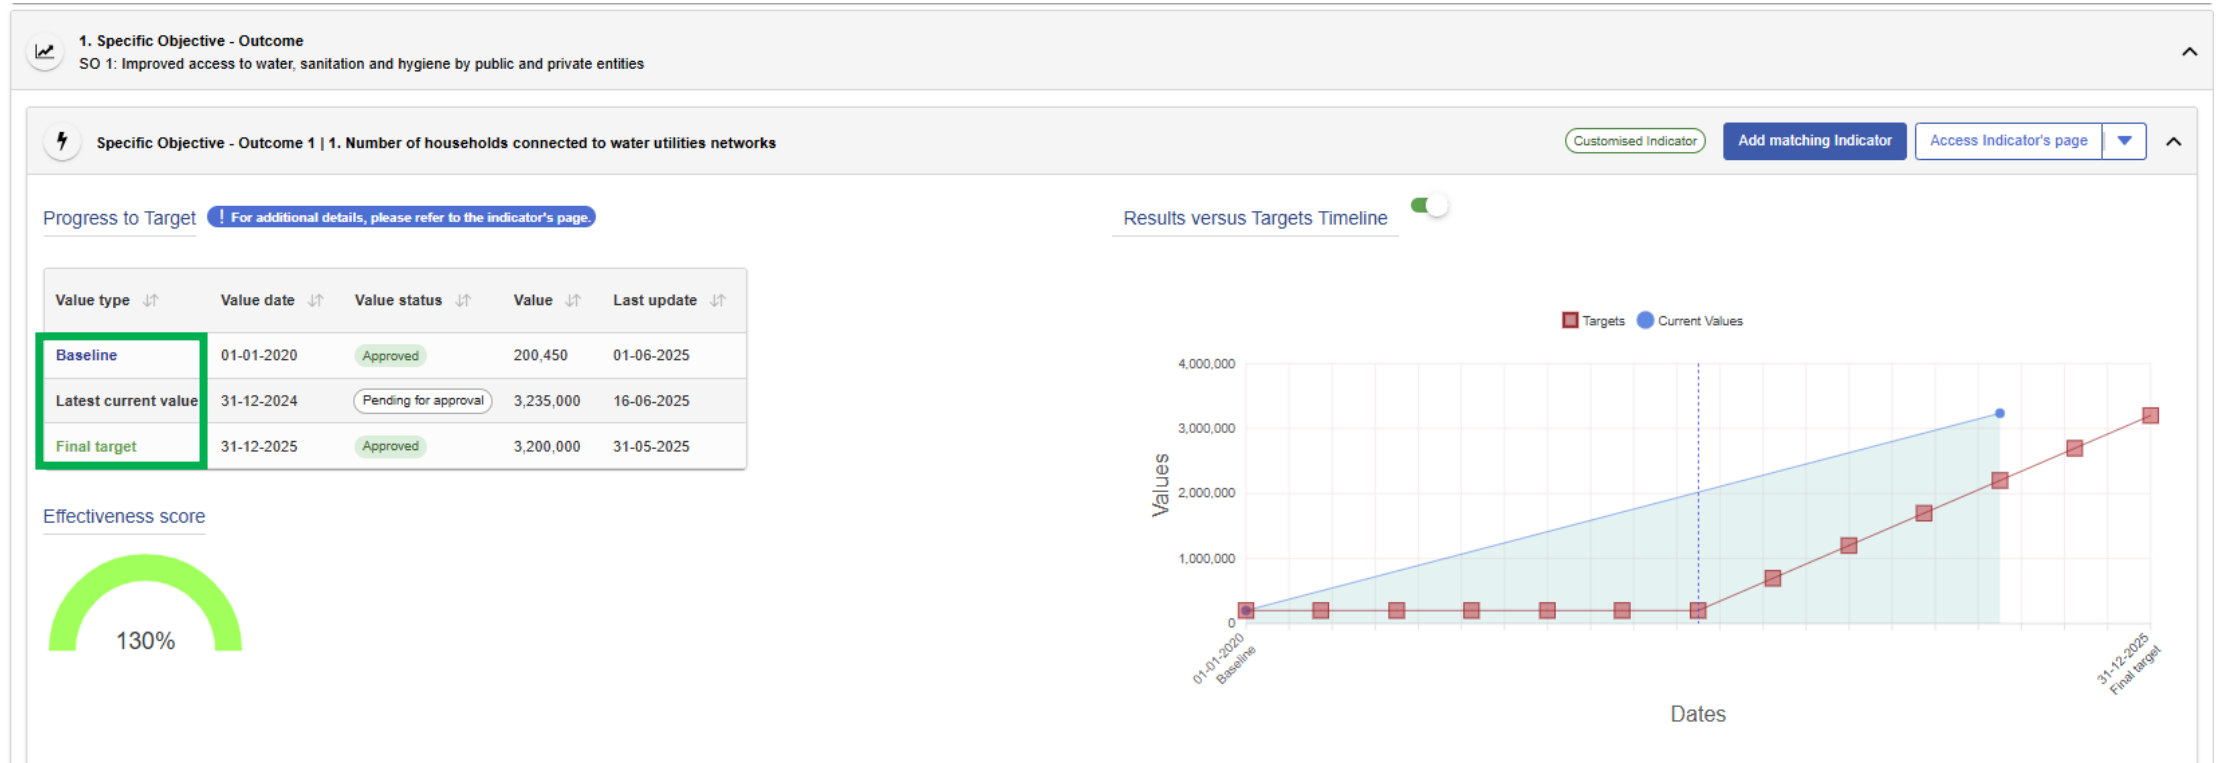 1. Specific Objective - Outcome
SO 1: Improved access to water, sanitation and hygiene by public and private entities
Specific Objective - Outcome 1 | 1. Number of households connected to water utilities networks
Customised Indicator
Add matching Indicator
Access Indicator's page
Progress to Target
! For additional details, please refer to the indicator's page.
Results versus Targets Timeline
Value type Value date Value status Value Last update
Baseline 01-01-2020 Approved 200,450 01-06-2025
Latest current value 31-12-2024 Pending for approval 3,235,000 16-06-2025
Final target 31-12-2025 Approved 3,200,000 31-05-2025
Effectiveness score
130%
Targets Current Values
4,000,000
3,000,000
2,000,000
1,000,000
0
Values
01-01-2020
Baseline
31-12-2025
Final target
Dates